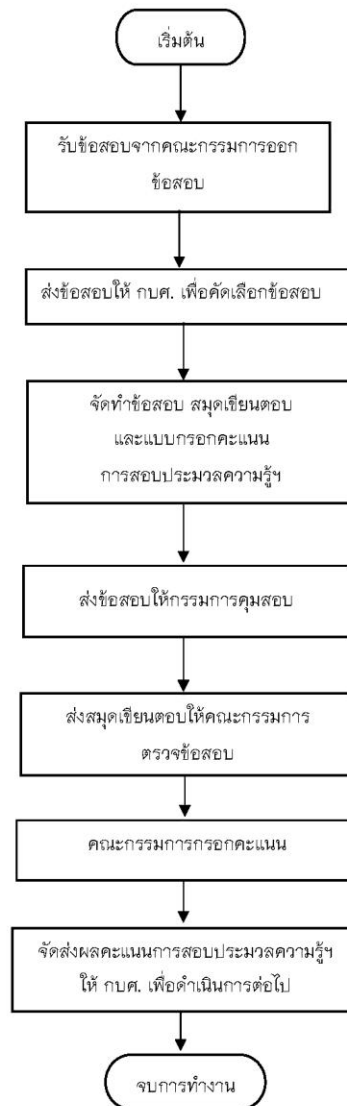 เริ่มต้น
รับข้อสอบจากคณะกรรมการออก
ข้อสอบ
ส่งข้อสอบให้ กบศ. เพื่อคัดเลือกข้อสอบ
จัดทำข้อสอบ สมุดเขียนตอบ
และแบบกรอกคะแนน
การสอบประมวลความรู้ฯ
ส่งข้อสอบให้กรรมการคุมสอบ
ส่งสมุดเขียนตอบให้คณะกรรมการ
ตรวจข้อสอบ
คณะกรรมการกรอกคะแนน
จัดส่งผลคะแนนการสอบประมวลความรู้ฯ
ให้ กบศ. เพื่อดำเนินการต่อไป
จบการทำงาน